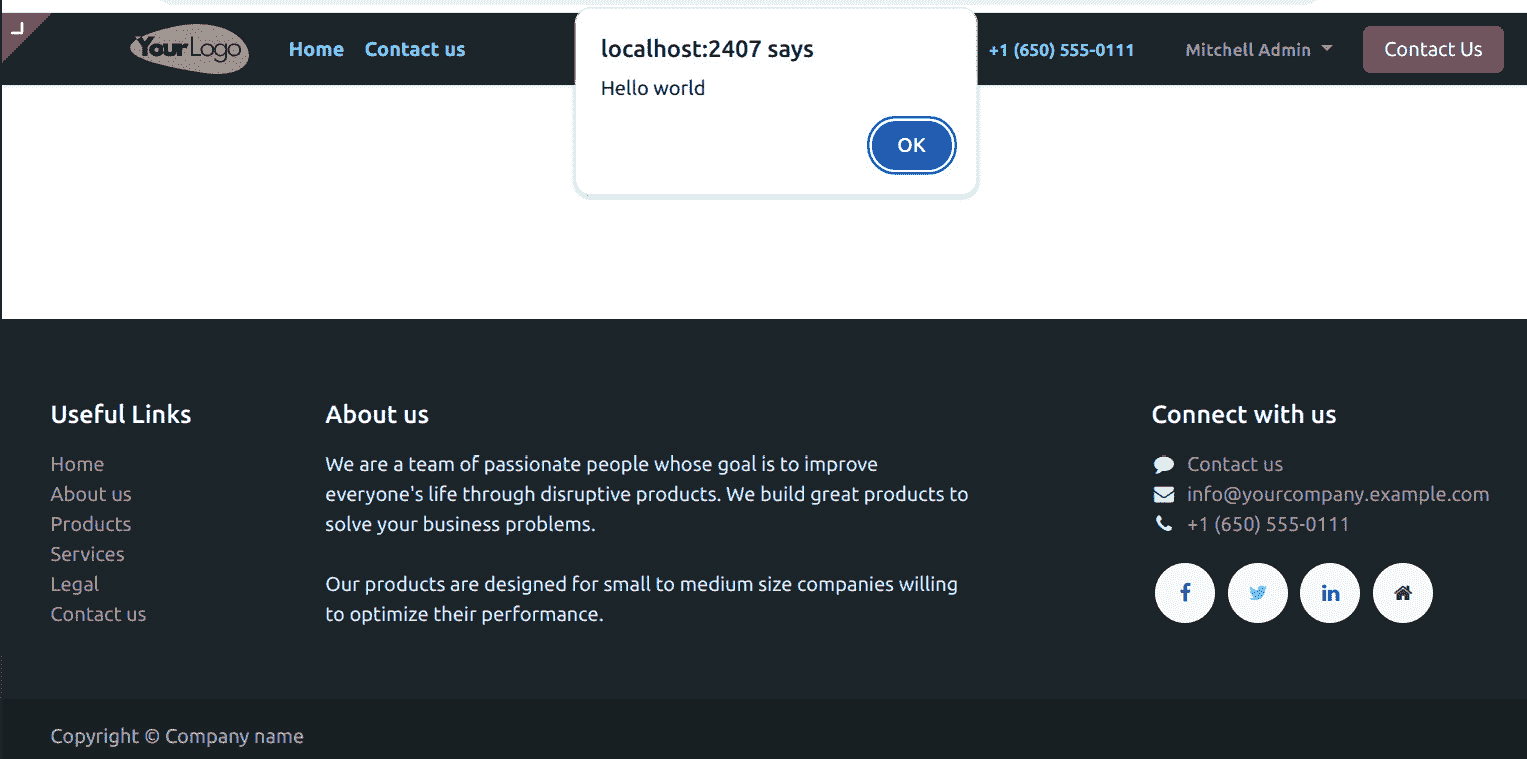 YourLogo Home Contact us +1 (650) 555-0111 Mitchell Admin Contact Us
localhost:2407 says
Hello world
OK
Useful Links
Home
About us
Products
Services
Legal
Contact us
About us
We are a team of passionate people whose goal is to improve
everyone's life through disruptive products. We build great products to
solve your business problems.
Our products are designed for small to medium size companies willing
to optimize their performance.
Connect with us
Contact us
info@yourcompany.example.com
+1 (650) 555-0111
Copyright © Company name